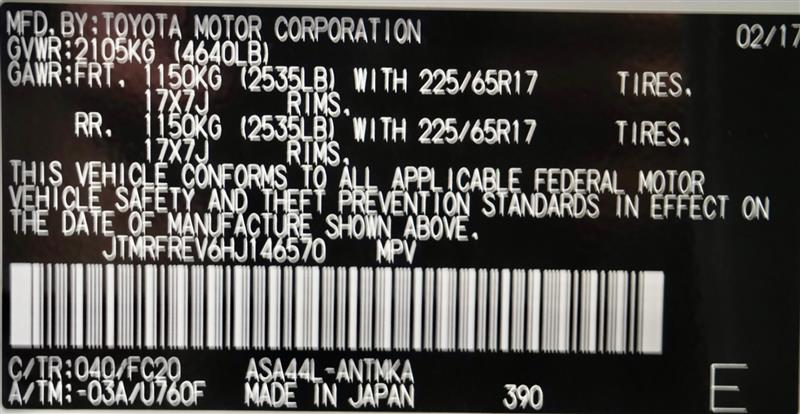 MFD. BY: TOYOTA MOTOR CORPORATION 02/17
GVWR:2105KG (4640LB)
GAWR:FRT. 1150KG (2535LB) WITH 225/65R17 TIRES.
17X7J RIMS.
RR. 1150KG (2535LB) WITH 225/65R17 TIRES.
17X7J RIMS.
THIS VEHICLE CONFORMS TO ALL APPLICABLE FEDERAL MOTOR
VEHICLE SAFETY AND THEFT PREVENTION STANDARDS IN EFFECT ON
THE DATE OF MANUFACTURE SHOWN ABOVE.
JTMRFREV6HJ146570 MPV
C/TR:040/FC20 ASA44L-ANTMKA
A/TM:-03A/U760F MADE IN JAPAN 390 E